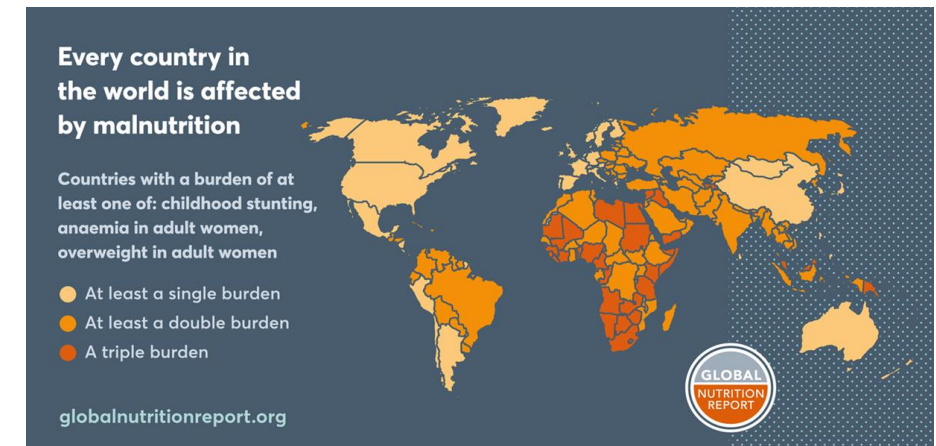 Every country in
the world is affected
by malnutrition
Countries with a burden of at
least one of: childhood stunting,
anaemia in adult women,
overweight in adult women
At least a single burden
At least a double burden
A triple burden
globalnutritionreport.org
GLOBAL
NUTRITION
REPORT